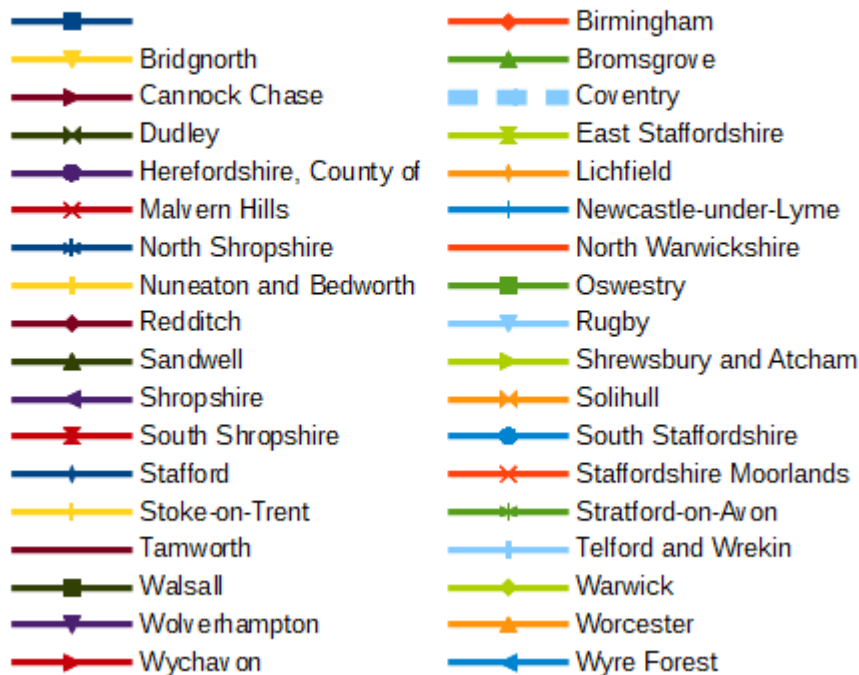 Birmingham
Bridgnorth
Bromsgrove
Cannock Chase
Coventry
Dudley
East Staffordshire
Herefordshire, County of
Lichfield
Malvern Hills
Newcastle-under-Lyme
North Shropshire
North Warwickshire
Nuneaton and Bedworth
Oswestry
Redditch
Rugby
Sandwell
Shrewsbury and Atcham
Shropshire
Solihull
South Shropshire
South Staffordshire
Stafford
Staffordshire Moorlands
Stoke-on-Trent
Stratford-on-Avon
Tamworth
Telford and Wrekin
Walsall
Warwick
Wolverhampton
Worcester
Wychavon
Wyre Forest